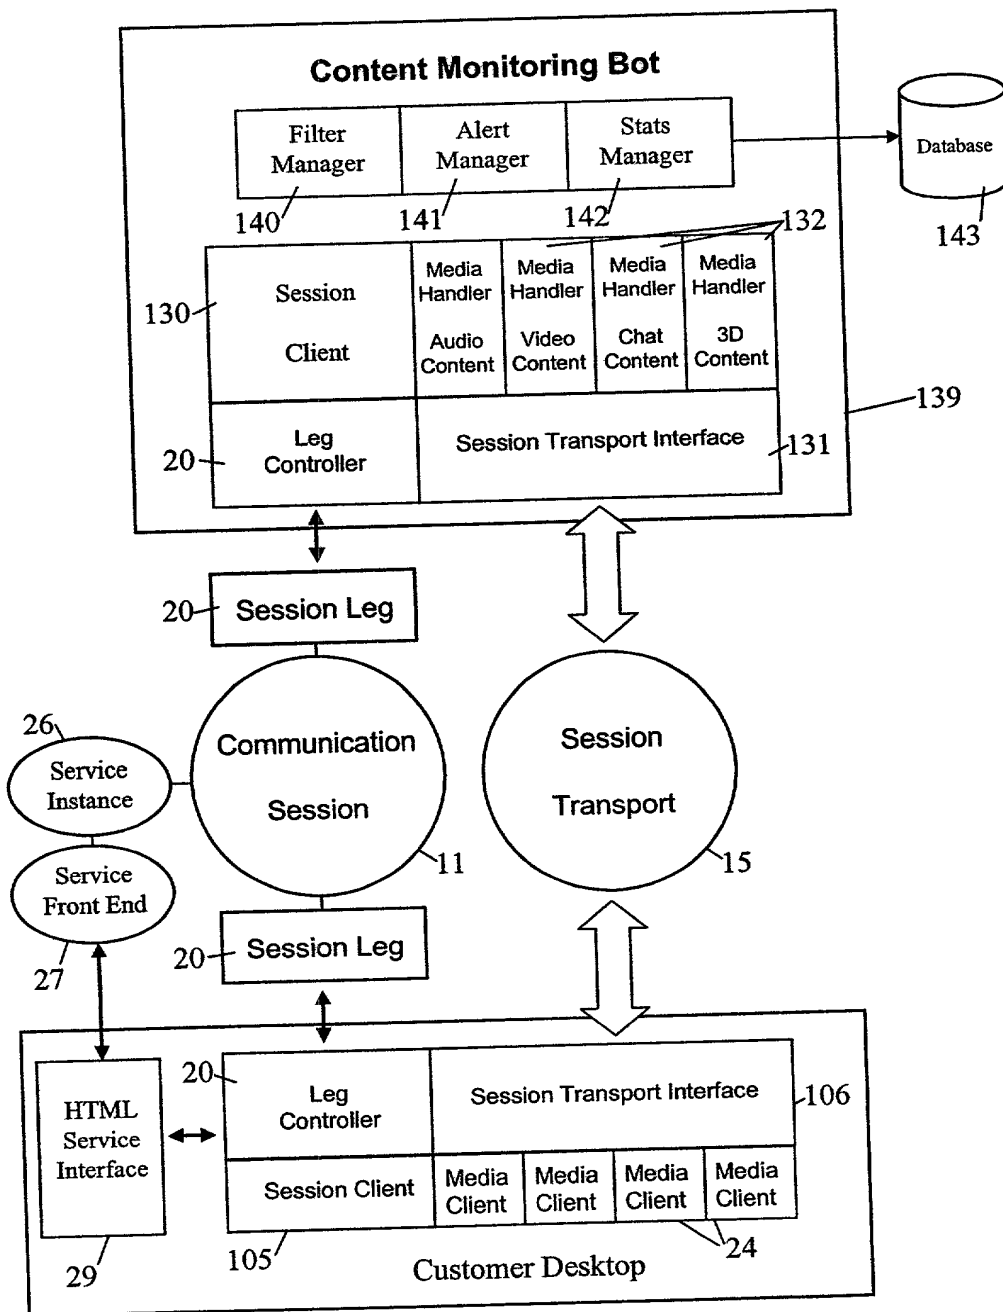 Content Monitoring Bot
Filter
Manager
Alert
Manager
Stats
Manager
Database
140
141
142
143
132
130
Session
Client
Media
Handler
Audio
Content
Media
Handler
Video
Content
Media
Handler
Chat
Content
Media
Handler
3D
Content
139
20
Leg
Controller
Session Transport Interface
131
20
Session Leg
26
Service
Instance
Communication
Session
11
Session
Transport
15
Service
Front End
27
20
Session Leg
HTML
Service
Interface
29
20
Leg
Controller
Session Transport Interface
106
Session Client
105
Media
Client
Media
Client
Media
Client
Media
Client
24
Customer Desktop